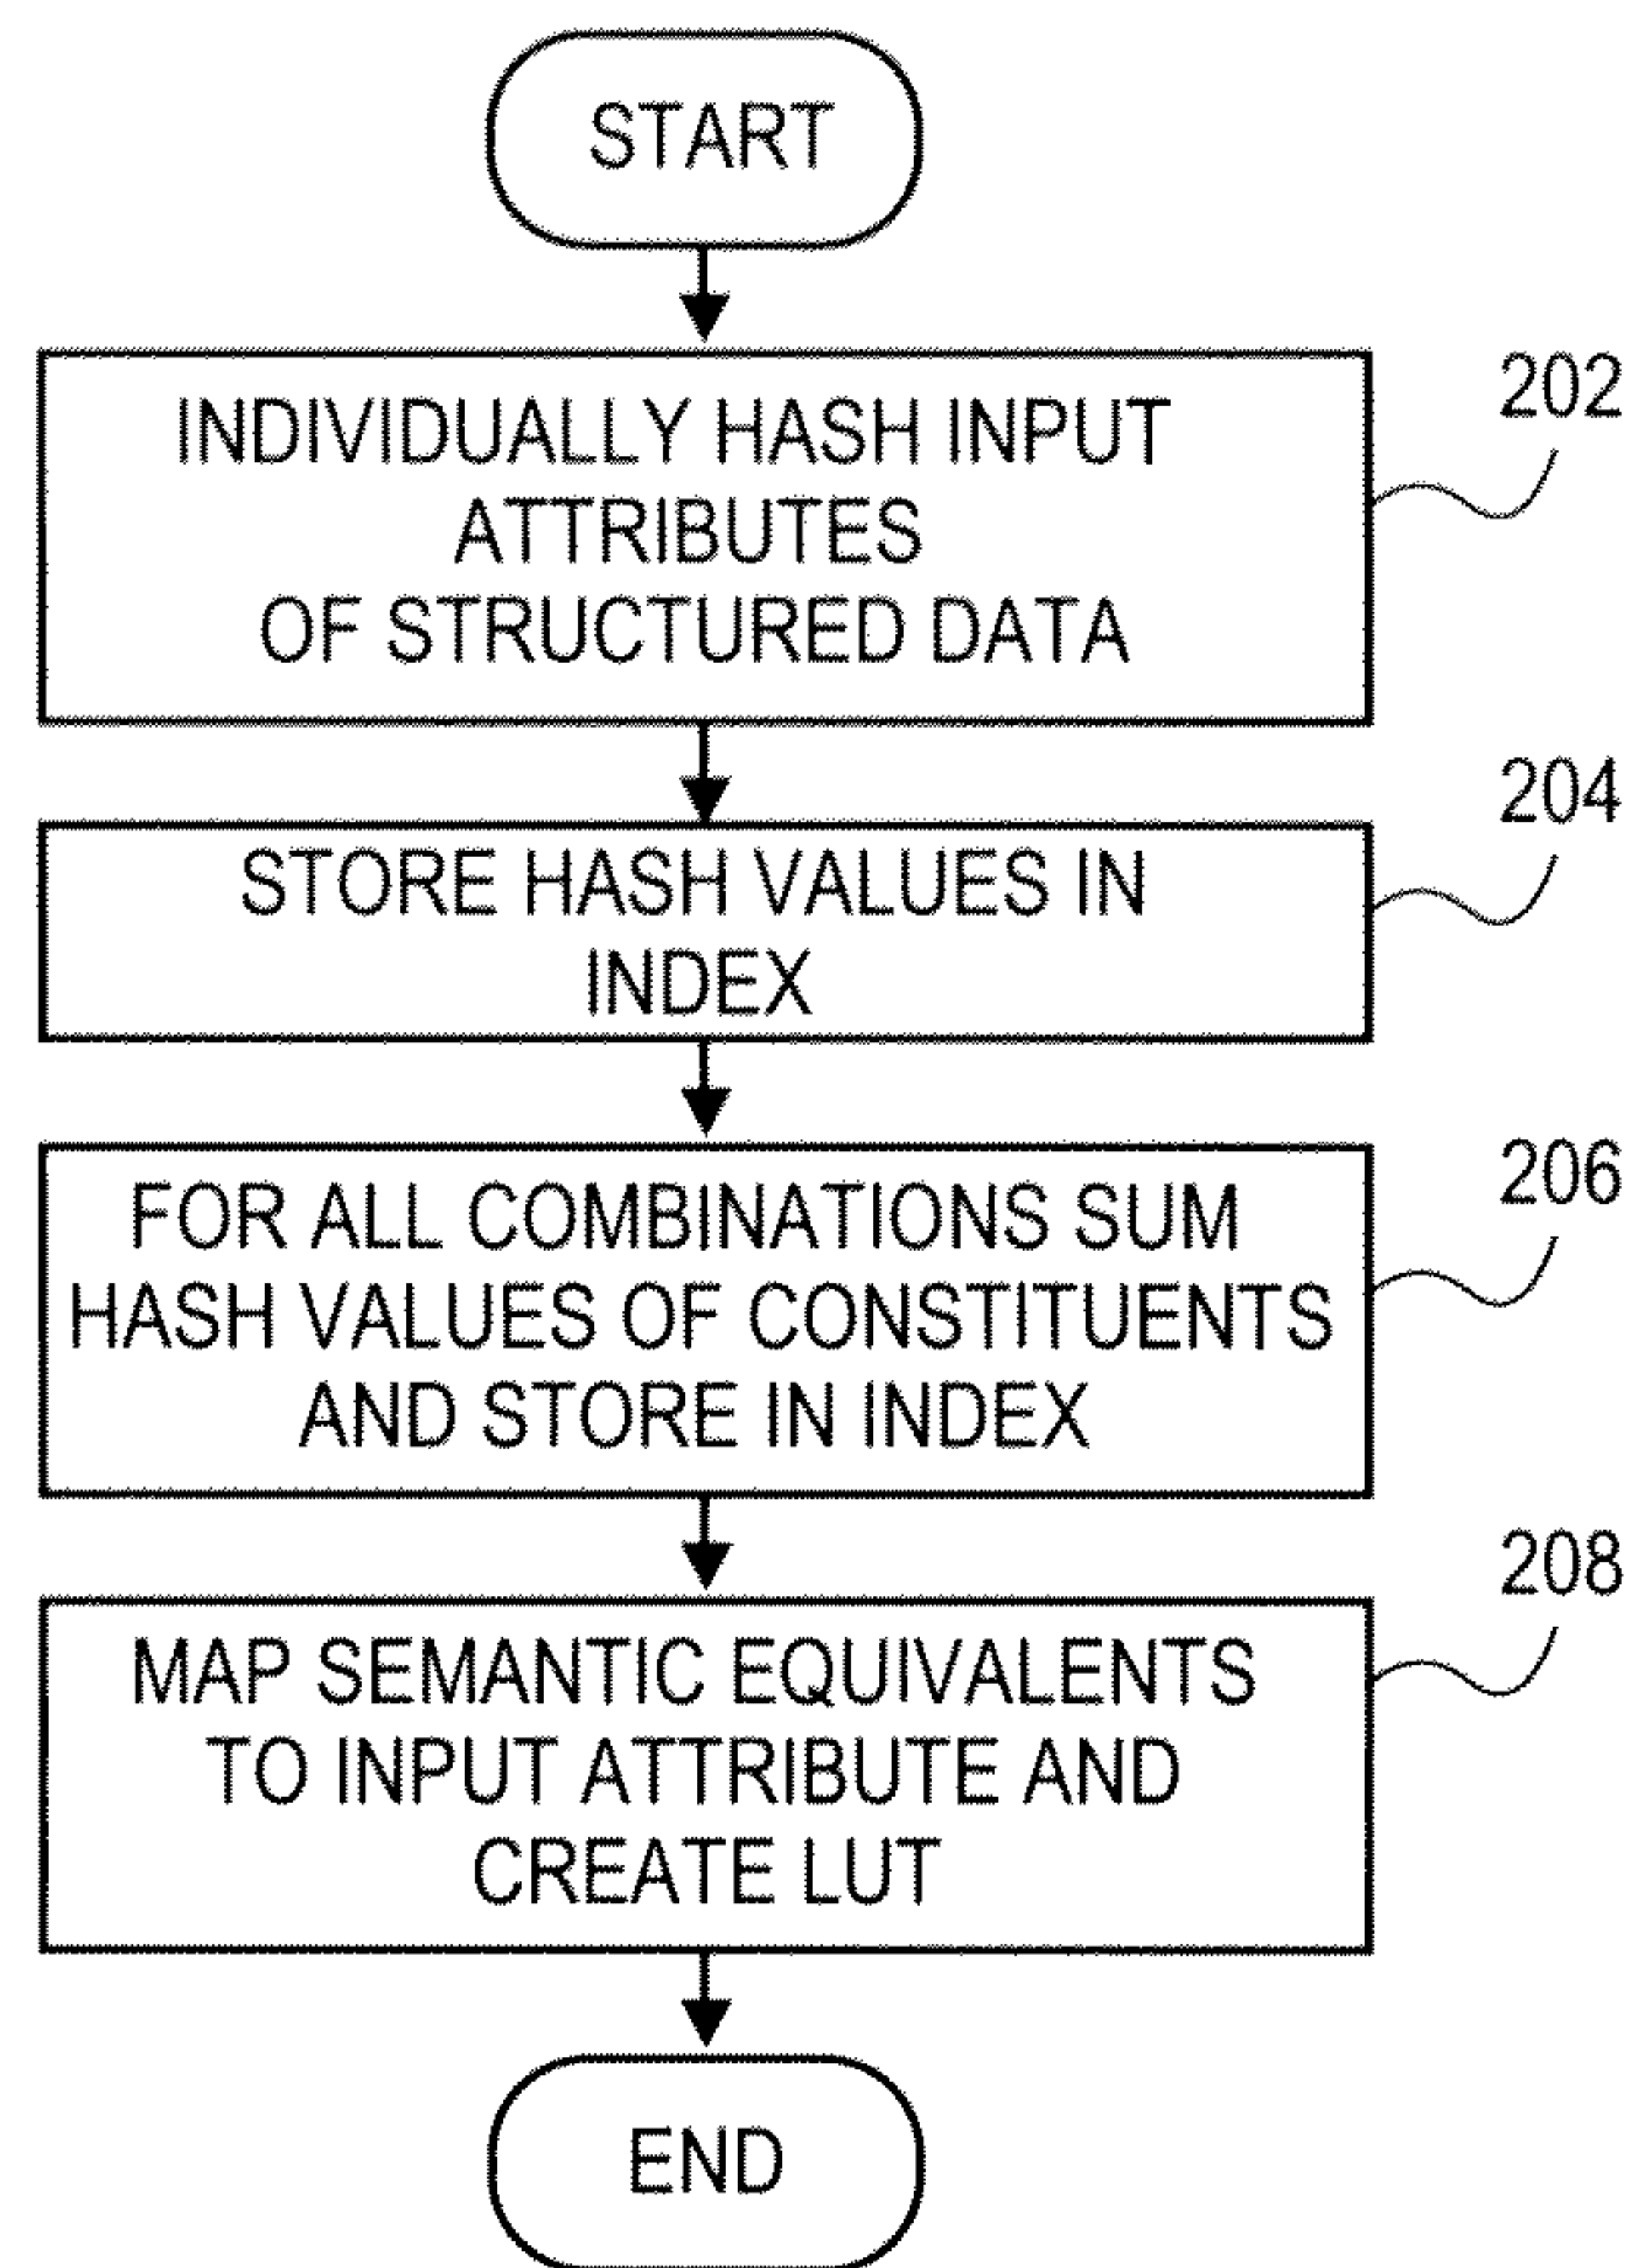 START
INDIVIDUALLY HASH INPUT
ATTRIBUTES
OF STRUCTURED DATA
202
STORE HASH VALUES IN
INDEX
204
FOR ALL COMBINATIONS SUM
HASH VALUES OF CONSTITUENTS
AND STORE IN INDEX
206
MAP SEMANTIC EQUIVALENTS
TO INPUT ATTRIBUTE AND
CREATE LUT
208
END